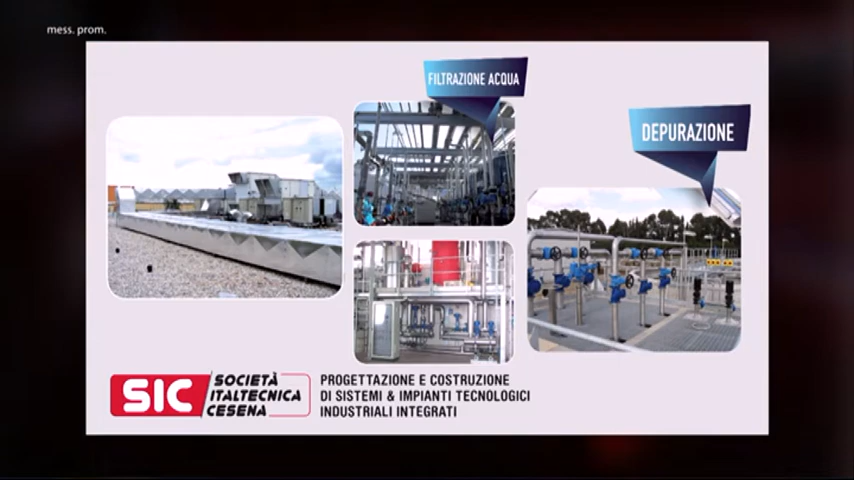 mess. prom.
FILTRAZIONE ACQUA
DEPURAZIONE
SIC
SOCIETÀ
ITALTECNICA
CESENA
PROGETTAZIONE E COSTRUZIONE
DI SISTEMI & IMPIANTI TECNOLOGICI
INDUSTRIALI INTEGRATI